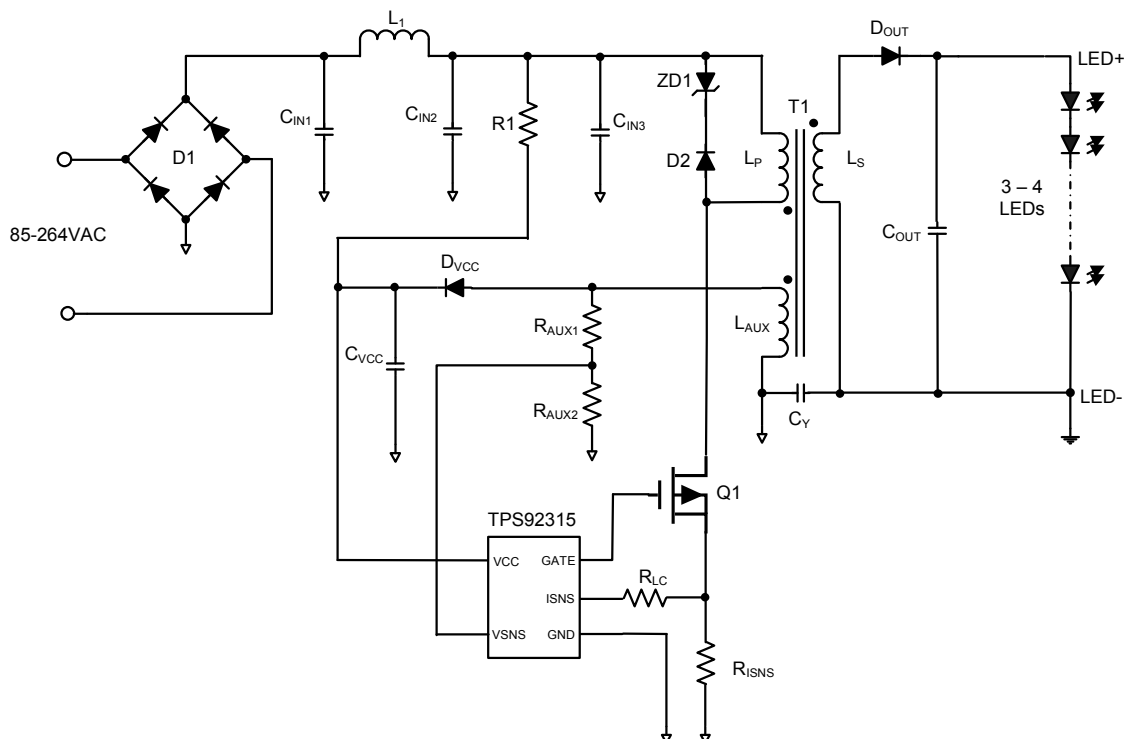 L1
DOUT
LED+
ZD1
T1
CIN1
CIN2
R1
CIN3
D1
D2
LP
LS
3 – 4
LEDs
85-264VAC
COUT
DVCC
RAUX1
LAUX
CVCC
RAUX2
CY
LED-
Q1
TPS92315
VCC
GATE
RLC
ISNS
VSNS
GND
RISNS